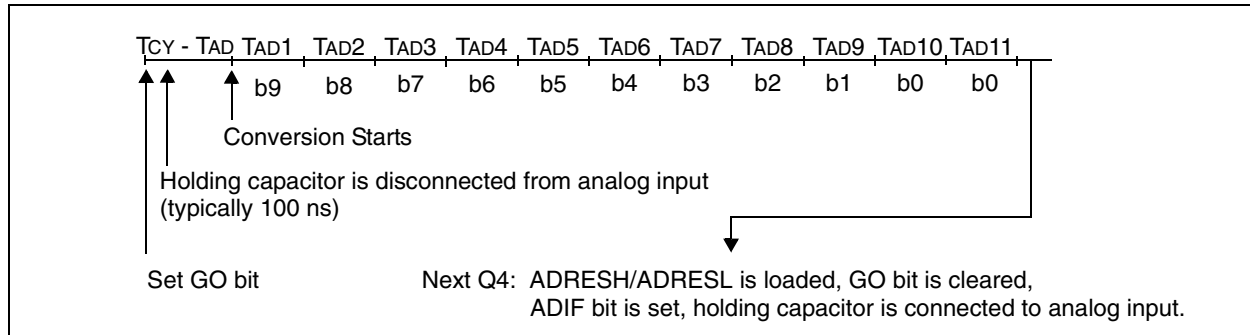 TCY - TAD TAD1 TAD2 TAD3 TAD4 TAD5 TAD6 TAD7 TAD8 TAD9 TAD10 TAD11
b9 b8 b7 b6 b5 b4 b3 b2 b1 b0 b0
Conversion Starts
Holding capacitor is disconnected from analog input
(typically 100 ns)
Set GO bit
Next Q4: ADRESH/ADRESL is loaded, GO bit is cleared,
ADIF bit is set, holding capacitor is connected to analog input.